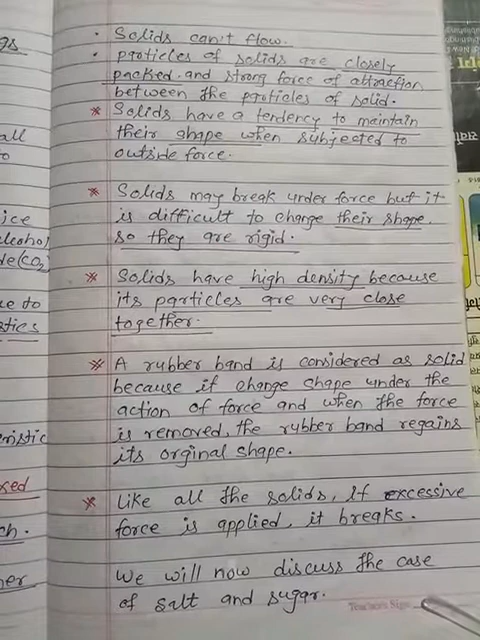 · Solids can't flow.
· particles of solids are closely
packed and strong force of attraction
between the particles of solid.
* Solids have a tendency to maintain
their shape when subjected to
outside force.
* Solids may break under force but it
is difficult to change their shape.
so they are rigid.
* Solids have high density because
its particles are very close
together.
* A rubber band is considered as solid
because it change shape under the
action of force and when the force
is removed, the rubber band regains
its orginal shape.
* Like all the solids, If excessive
force is applied, it breaks.
We will now discuss the case
of salt and sugar.
Teacher's Sign